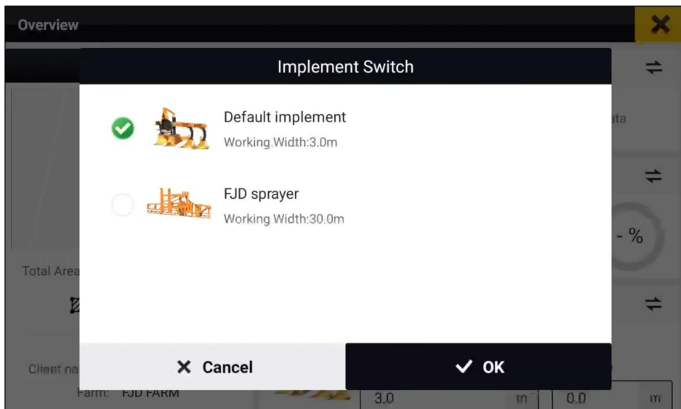 Overview
Implement Switch
Default implement
Working Width:3.0m
FJD sprayer
Working Width:30.0m
- %
Total Area
Client na
Farm: FJD FARM
Cancel
OK
3.0 m
0.0 m